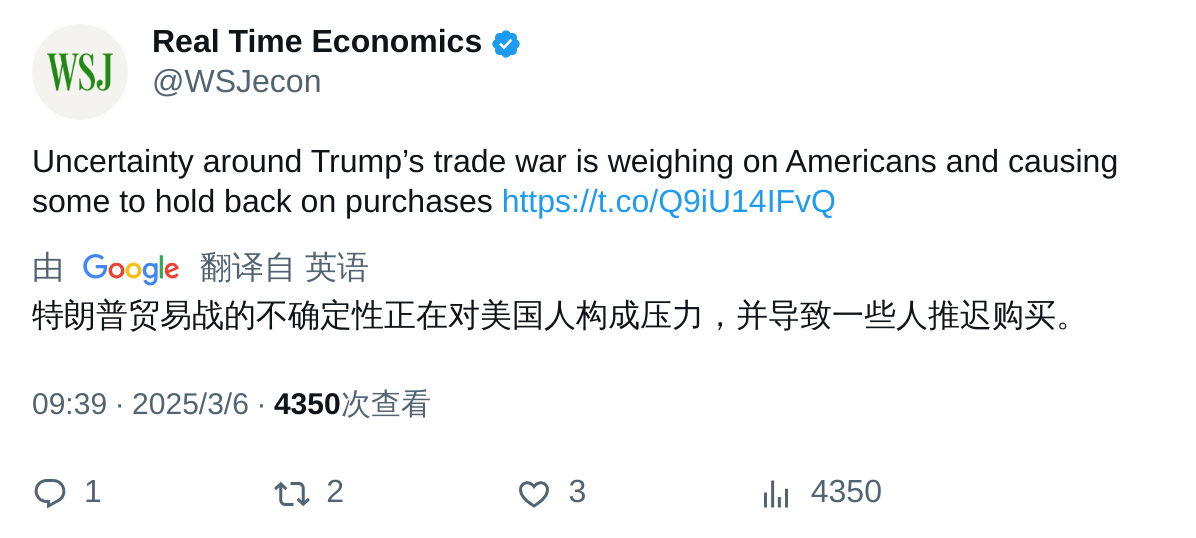 WSJ
Real Time Economics
@WSJecon
Uncertainty around Trump’s trade war is weighing on Americans and causing
some to hold back on purchases https://t.co/Q9iU14IFvQ
由 Google 翻译自 英语
特朗普贸易战的不确定性正在对美国人构成压力，并导致一些人推迟购买。
09:39 · 2025/3/6 · 4350次查看
1 2 3 4350